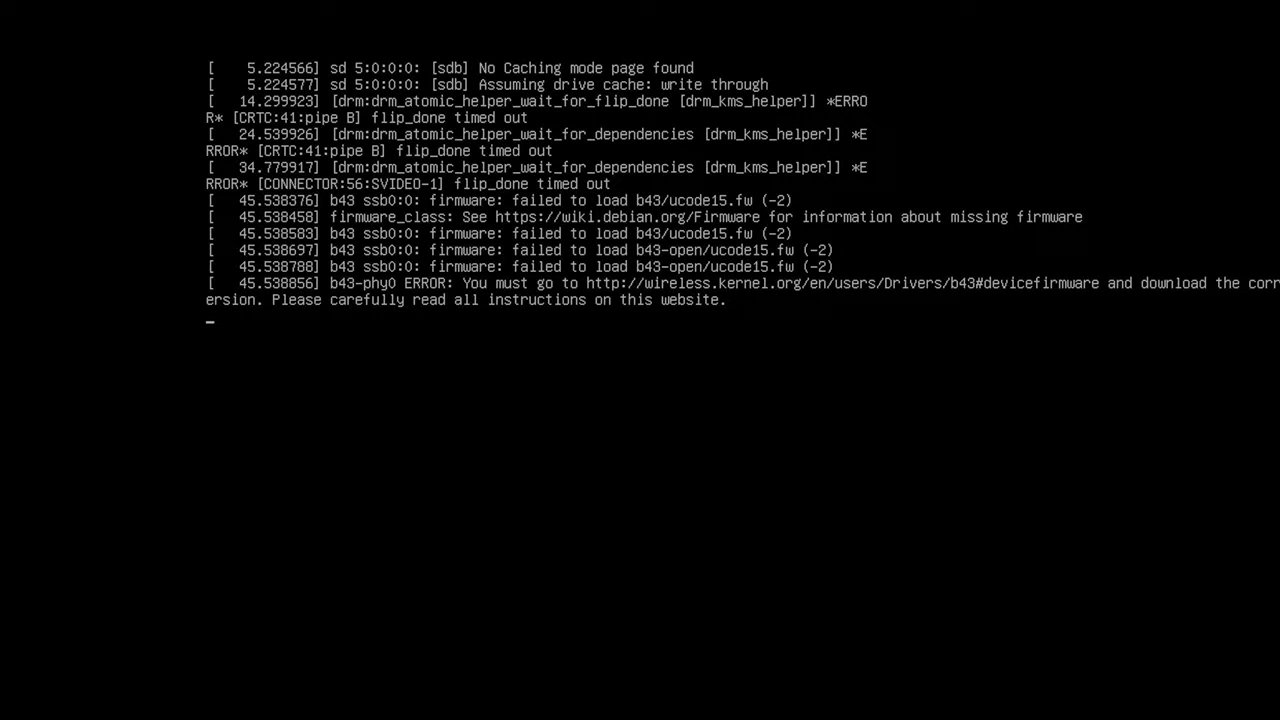 [    5.224566] sd 5:0:0:0: [sdb] No Caching mode page found
[    5.224577] sd 5:0:0:0: [sdb] Assuming drive cache: write through
[   14.299923] [drm:drm_atomic_helper_wait_for_flip_done [drm_kms_helper]] *ERRO
R* [CRTC:41:pipe B] flip_done timed out
[   24.539926] [drm:drm_atomic_helper_wait_for_dependencies [drm_kms_helper]] *E
RROR* [CRTC:41:pipe B] flip_done timed out
[   34.779917] [drm:drm_atomic_helper_wait_for_dependencies [drm_kms_helper]] *E
RROR* [CONNECTOR:56:SVIDEO-1] flip_done timed out
[   45.538376] b43 ssb0:0: firmware: failed to load b43/ucode15.fw (-2)
[   45.538458] firmware_class: See https://wiki.debian.org/Firmware for information about missing firmware
[   45.538583] b43 ssb0:0: firmware: failed to load b43/ucode15.fw (-2)
[   45.538697] b43 ssb0:0: firmware: failed to load b43-open/ucode15.fw (-2)
[   45.538788] b43 ssb0:0: firmware: failed to load b43-open/ucode15.fw (-2)
[   45.538856] b43-phy0 ERROR: You must go to http://wireless.kernel.org/en/users/Drivers/b43#devicefirmware and download the corr
ersion. Please carefully read all instructions on this website.